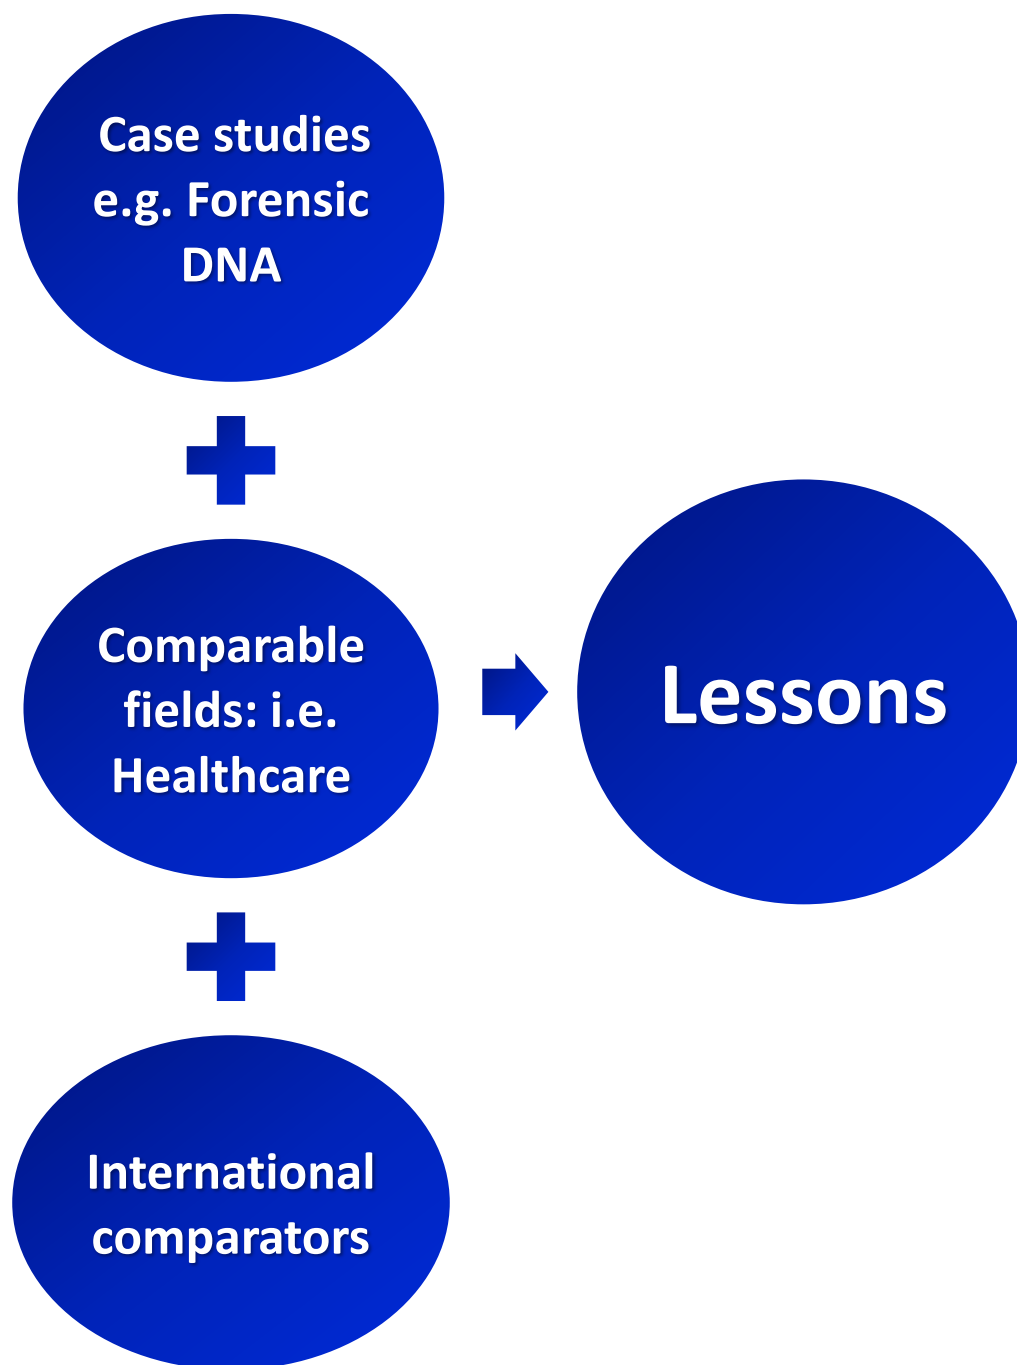 Case studies
e.g. Forensic
DNA
Comparable
fields: i.e.
Healthcare
Lessons
International
comparators